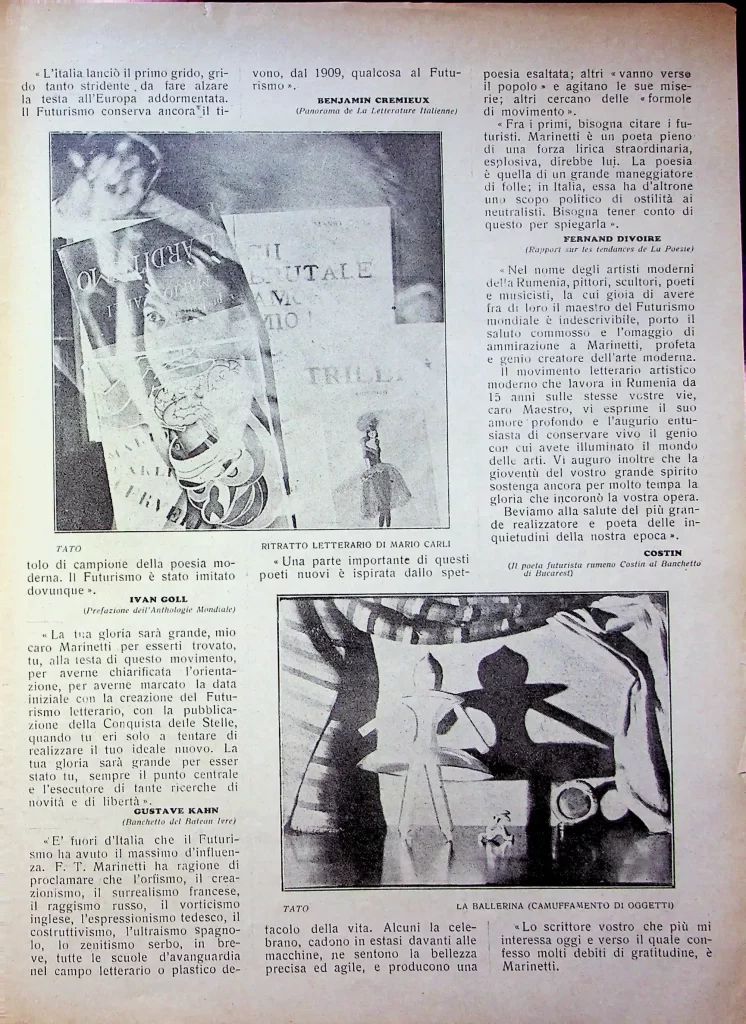 « L'italia lanciò il primo grido, gri-
do tanto stridente da fare alzare
la testa all'Europa addormentata.
Il Futurismo conserva ancora il ti-
L'ARDITISMO
TATO
tolo di campione della poesia mo-
derna. Il Futurismo è stato imitato
dovunque ».
IVAN GOLL
(Prefazione dell'Anthologie Mondiale)
« La tua gloria sarà grande, mio
caro Marinetti per esserti trovato,
tu, alla testa di questo movimento,
per averne chiarificata l'orienta-
zione, per averne marcato la data
iniziale con la creazione del Futu-
rismo letterario, con la pubblica-
zione della Conquista delle Stelle,
quando tu eri solo a tentare di
realizzare il tuo ideale nuovo. La
tua gloria sarà grande per esser
stato tu, sempre il punto centrale
e l'esecutore di tante ricerche di
novità e di libertà ».
GUSTAVE KAHN
(Banchetto del Bateau Ivre)
« E' fuori d'Italia che il Futuri-
smo ha avuto il massimo d'influen-
za. F. T. Marinetti ha ragione di
proclamare che l'orfismo, il crea-
zionismo, il surrealismo francese,
il raggismo russo, il vorticismo
inglese, l'espressionismo tedesco, il
costruttivismo, l'ultraismo spagno-
lo, lo zenitismo serbo, in bre-
ve, tutte le scuole d'avanguardia
nel campo letterario o plastico de-
vono, dal 1909, qualcosa al Futu-
rismo ».
BENJAMIN CREMIEUX
(Panorama de La Letterature Italienne)
BRUTALE
MIO!
TRILL
RITRATTO LETTERARIO DI MARIO CARLI
« Una parte importante di questi
poeti nuovi è ispirata dallo spet-
TATO
LA BALLERINA (CAMUFFAMENTO DI OGGETTI)
tacolo della vita. Alcuni la cele-
brano, cadono in estasi davanti alle
macchine, ne sentono la bellezza
precisa ed agile, e producono una
poesia esaltata; altri « vanno verso
il popolo » e agitano le sue mise-
rie; altri cercano delle « formole
di movimento ».
« Fra i primi, bisogna citare i fu-
turisti. Marinetti è un poeta pieno
di una forza lirica straordinaria,
esplosiva, direbbe lui. La poesia
è quella di un grande maneggiatore
di folle; in Italia, essa ha d'altrone
uno scopo politico di ostilità ai
neutralisti. Bisogna tener conto di
questo per spiegarla ».
FERNAND DIVOIRE
(Rapport sur les tendances de La Poesie)
« Nel nome degli artisti moderni
della Rumenia, pittori, scultori, poeti
e musicisti, la cui gioia di avere
fra di loro il maestro del Futurismo
mondiale è indescrivibile, porto il
saluto commosso e l'omaggio di
ammirazione a Marinetti, profeta
e genio creatore dell'arte moderna.
Il movimento letterario artistico
moderno che lavora in Rumenia da
15 anni sulle stesse vostre vie,
caro Maestro, vi esprime il suo
amore profondo e l'augurio entu-
siasta di conservare vivo il genio
con cui avete illuminato il mondo
delle arti. Vi auguro inoltre che la
gioventù del vostro grande spirito
sostenga ancora per molto tempa la
gloria che incoronò la vostra opera.
Beviamo alla salute del più gran-
de realizzatore e poeta delle in-
quietudini della nostra epoca ».
COSTIN
(Il poeta futurista rumeno Costin al Banchetto
di Bucarest)
« Lo scrittore vostro che più mi
interessa oggi e verso il quale con-
fesso molti debiti di gratitudine, è
Marinetti.